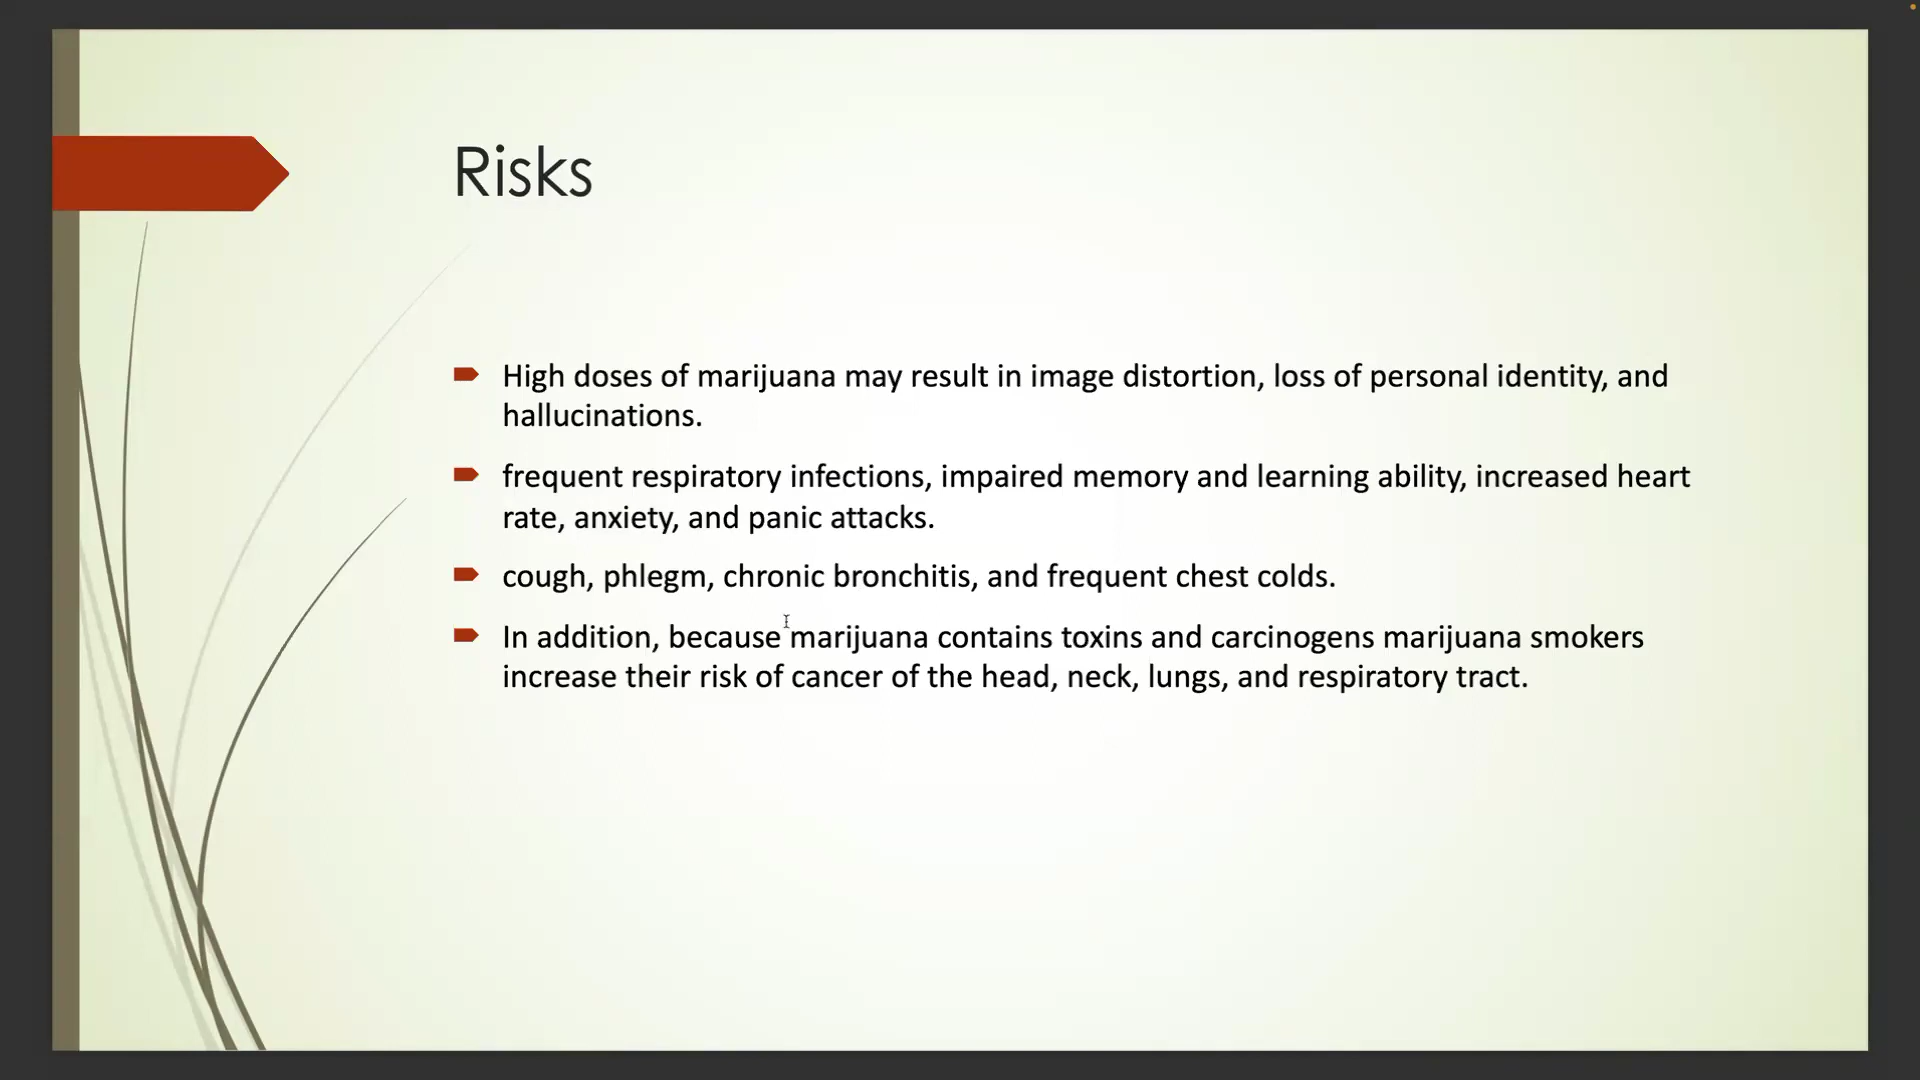 Risks
High doses of marijuana may result in image distortion, loss of personal identity, and
hallucinations.
frequent respiratory infections, impaired memory and learning ability, increased heart
rate, anxiety, and panic attacks.
cough, phlegm, chronic bronchitis, and frequent chest colds.
In addition, because marijuana contains toxins and carcinogens marijuana smokers
increase their risk of cancer of the head, neck, lungs, and respiratory tract.